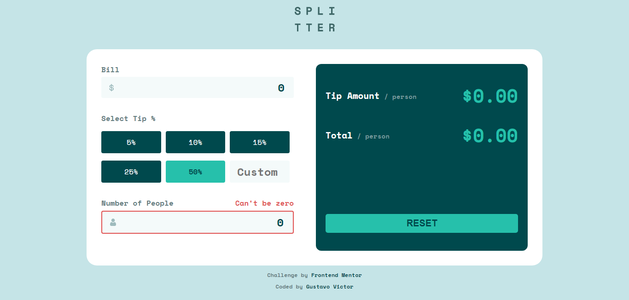 SPLI
TTER
Bill
$ 0
Select Tip %
5% 10% 15%
25% 50% Custom
Number of People Can't be zero
0
Tip Amount / person $0.00
Total / person $0.00
RESET
Challenge by Frontend Mentor
Coded by Gustavo Victor